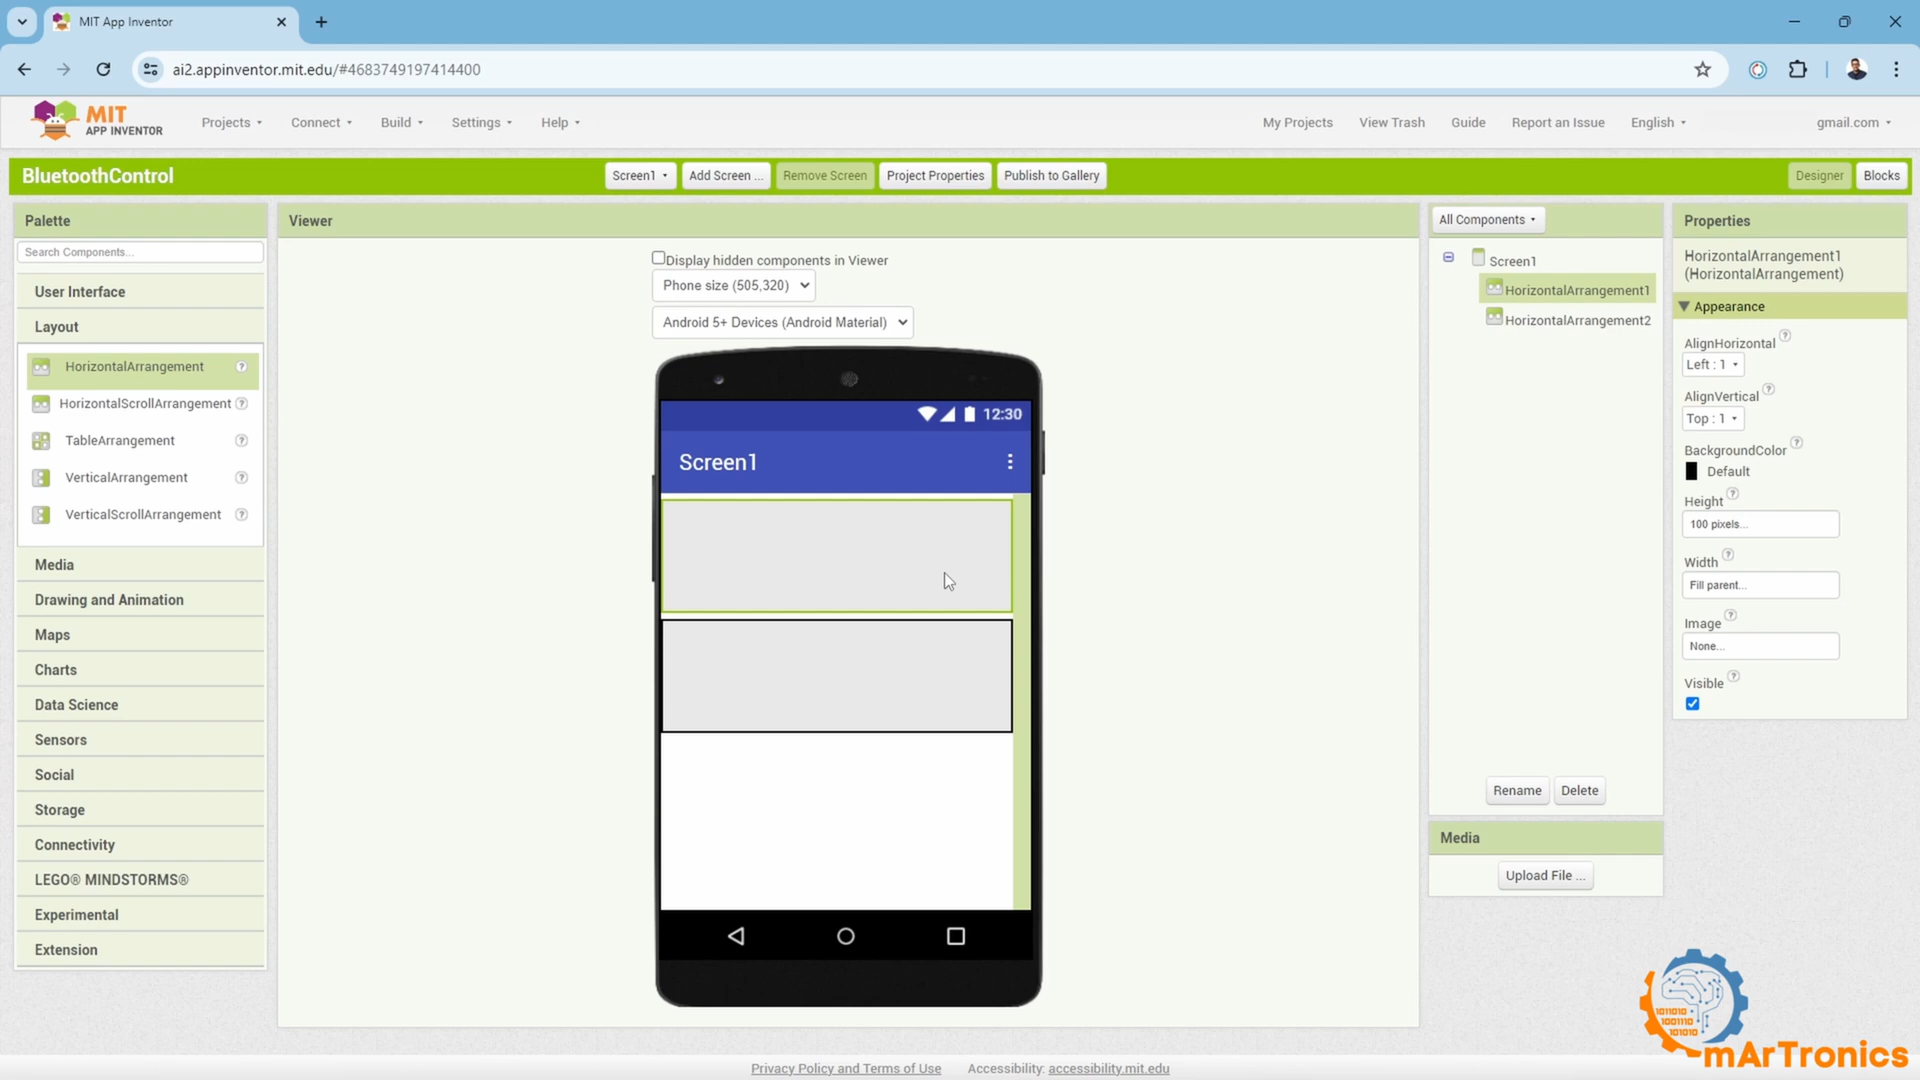 MIT App Inventor
ai2.appinventor.mit.edu/#4683749197414400
MIT
APP INVENTOR
Projects
Connect
Build
Settings
Help
My Projects
View Trash
Guide
Report an Issue
English
gmail.com
BluetoothControl
Screen1
Add Screen ...
Remove Screen
Project Properties
Publish to Gallery
Designer
Blocks
Palette
Search Components...
User Interface
Layout
HorizontalArrangement
HorizontalScrollArrangement
TableArrangement
VerticalArrangement
VerticalScrollArrangement
Media
Drawing and Animation
Maps
Charts
Data Science
Sensors
Social
Storage
Connectivity
LEGO® MINDSTORMS®
Experimental
Extension
Viewer
Display hidden components in Viewer
Phone size (505,320)
Android 5+ Devices (Android Material)
12:30
Screen1
All Components
Screen1
HorizontalArrangement1
HorizontalArrangement2
Rename
Delete
Media
Upload File ...
Properties
HorizontalArrangement1
(HorizontalArrangement)
Appearance
AlignHorizontal
Left : 1
AlignVertical
Top : 1
BackgroundColor
Default
Height
100 pixels...
Width
Fill parent...
Image
None...
Visible
1011010
1001110
101010
mArTronics
Privacy Policy and Terms of Use
Accessibility: accessibility.mit.edu